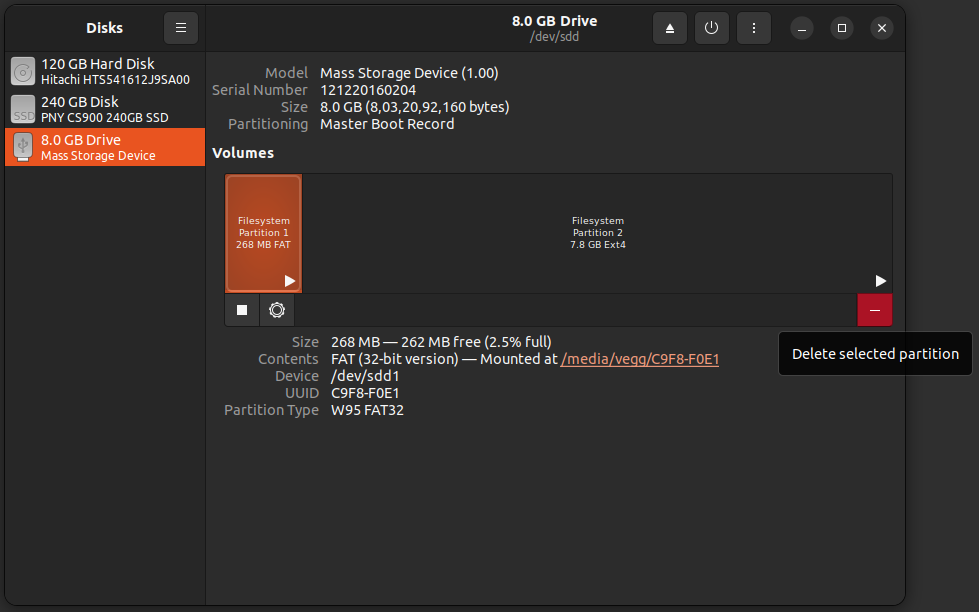 Disks
8.0 GB Drive
/dev/sdd
120 GB Hard Disk
Hitachi HTS541612J9SA00
SSD
240 GB Disk
PNY CS900 240GB SSD
8.0 GB Drive
Mass Storage Device
Model Mass Storage Device (1.00)
Serial Number 121220160204
Size 8.0 GB (8,03,20,92,160 bytes)
Partitioning Master Boot Record
Volumes
Filesystem
Partition 1
268 MB FAT
Filesystem
Partition 2
7.8 GB Ext4
Size 268 MB — 262 MB free (2.5% full)
Contents FAT (32-bit version) — Mounted at /media/vegg/C9F8-F0E1
Device /dev/sdd1
UUID C9F8-F0E1
Partition Type W95 FAT32
Delete selected partition